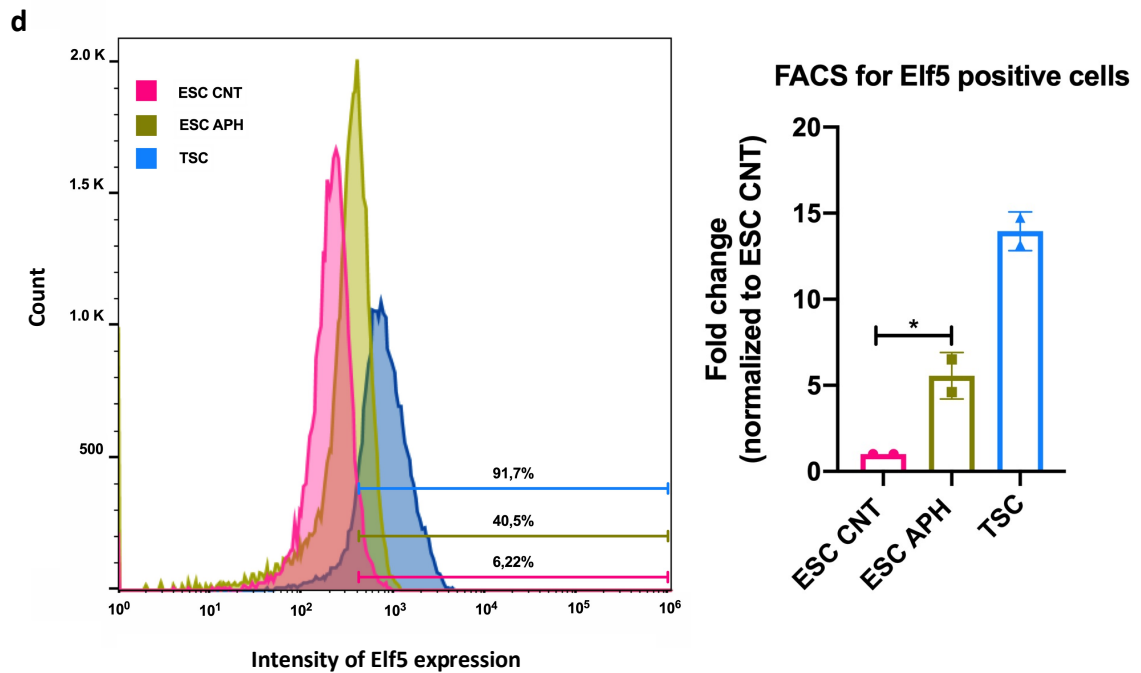 d
2.0 K
1.5 K
1.0 K
500
0
Count
ESC CNT
ESC APH
TSC
91,7%
40,5%
6,22%
10⁰ 10¹ 10² 10³ 10⁴ 10⁵ 10⁶
Intensity of Elf5 expression
FACS for Elf5 positive cells
Fold change
(normalized to ESC CNT)
20
15
10
5
0
*
ESC CNT
ESC APH
TSC